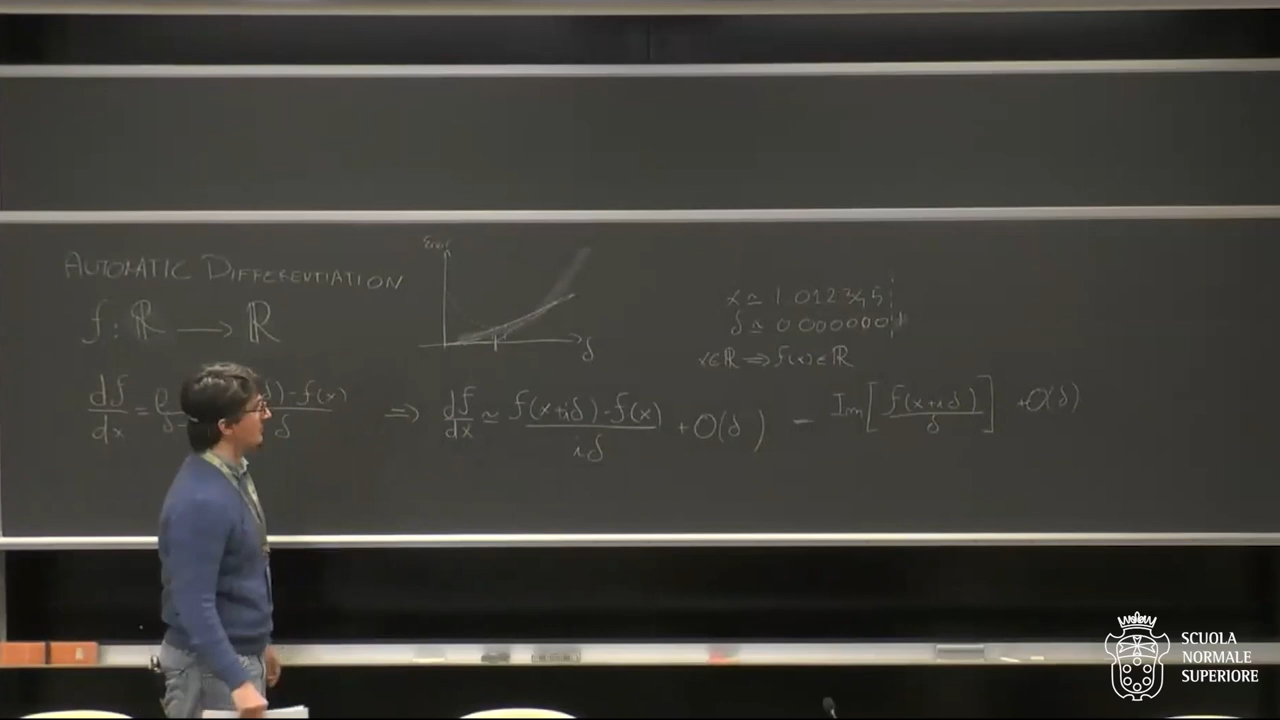 AUTOMATIC DIFFERENTIATION
f : ℝ ⟶ ℝ
Error
δ
x ≃ 1.012345
δ ≃ 0.0000001
x∈ℝ ⟹ f(x)∈ℝ
df/dx = δ) - f(x) / δ ⟹ df/dx ≃ f(x+iδ) - f(x) / iδ + O(δ) = Im[ f(x+iδ) / δ ] + O(δ)
SCUOLA
NORMALE
SUPERIORE